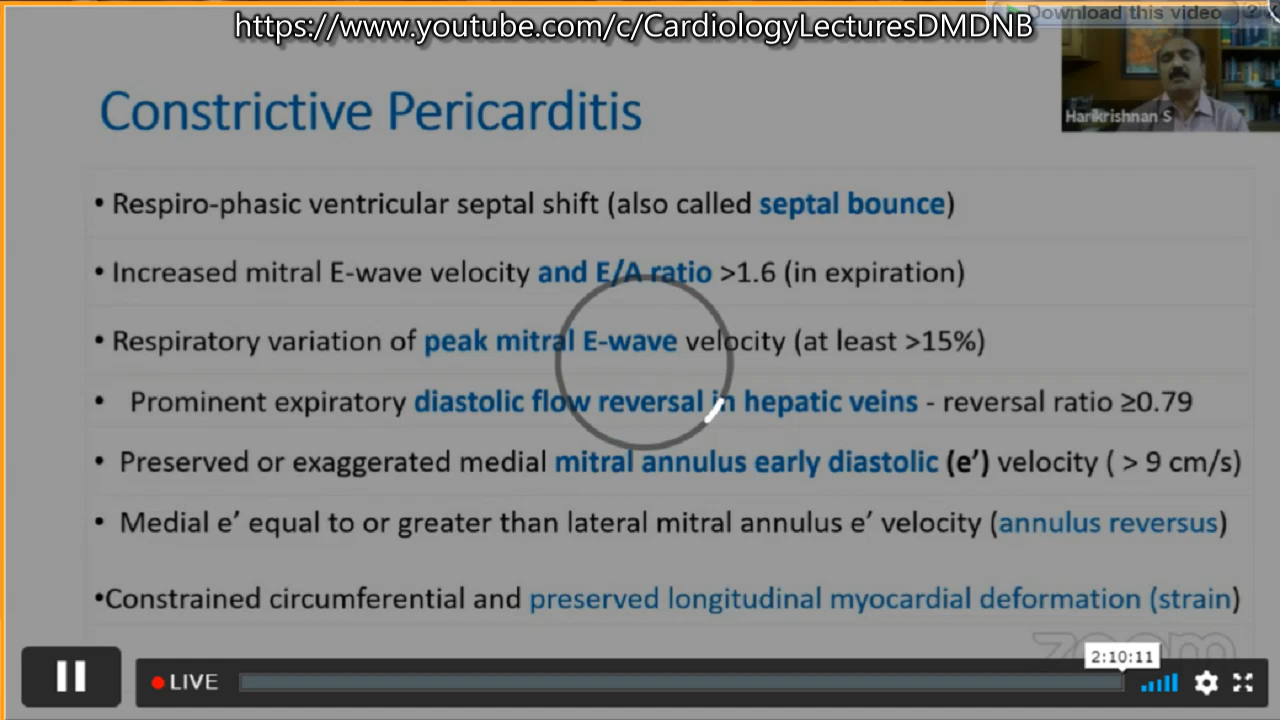 Download this video
https://www.youtube.com/c/CardiologyLecturesDMDNB
Harikrishnan S
Constrictive Pericarditis
• Respiro-phasic ventricular septal shift (also called septal bounce)
• Increased mitral E-wave velocity and E/A ratio >1.6 (in expiration)
• Respiratory variation of peak mitral E-wave velocity (at least >15%)
• Prominent expiratory diastolic flow reversal in hepatic veins - reversal ratio ≥0.79
• Preserved or exaggerated medial mitral annulus early diastolic (e’) velocity ( > 9 cm/s)
• Medial e’ equal to or greater than lateral mitral annulus e’ velocity (annulus reversus)
•Constrained circumferential and preserved longitudinal myocardial deformation (strain)
zoom
2:10:11
LIVE